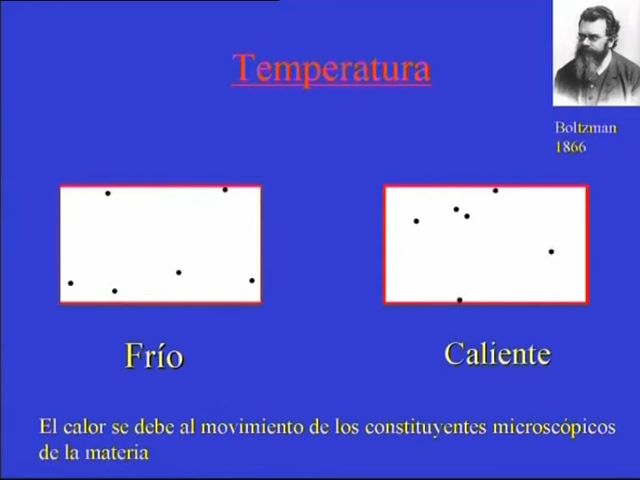 Temperatura
Boltzman
1866
Frío
Caliente
El calor se debe al movimiento de los constituyentes microscópicos
de la materia